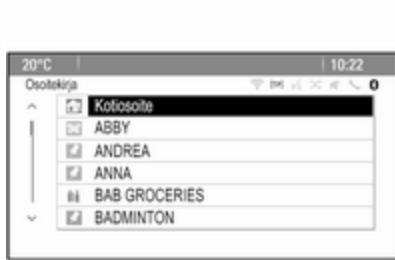 20°C 10:22
Osoitekirja
Kotiosoite
ABBY
ANDREA
ANNA
BAB GROCERIES
BADMINTON